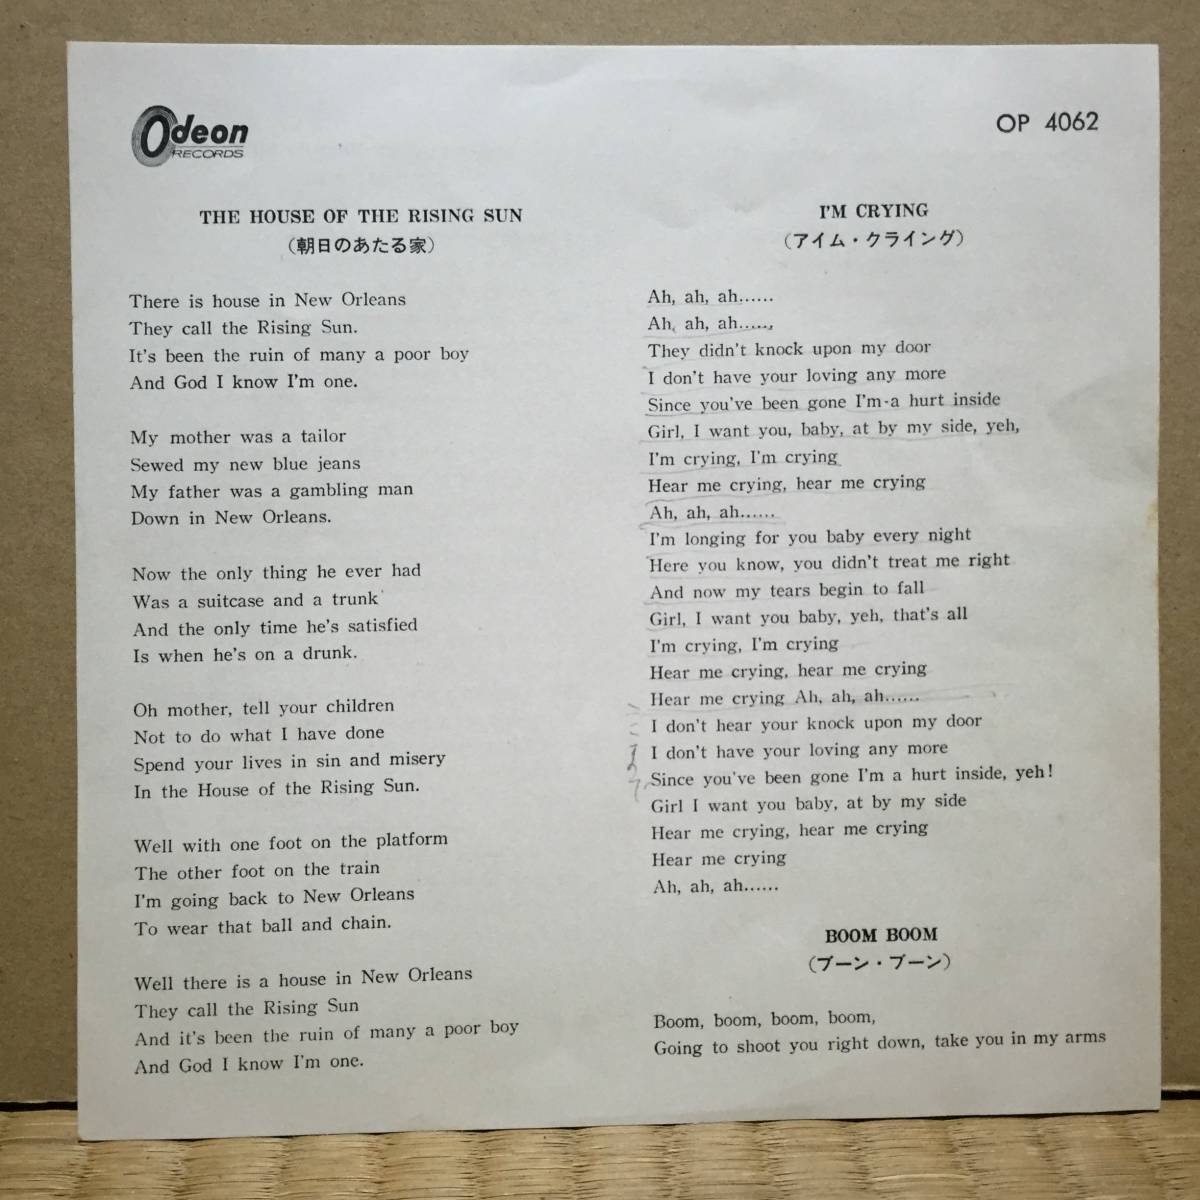 Odeon
RECORDS
OP 4062
THE HOUSE OF THE RISING SUN
（朝日のあたる家）
There is house in New Orleans
They call the Rising Sun.
It's been the ruin of many a poor boy
And God I know I'm one.
My mother was a tailor
Sewed my new blue jeans
My father was a gambling man
Down in New Orleans.
Now the only thing he ever had
Was a suitcase and a trunk
And the only time he's satisfied
Is when he's on a drunk.
Oh mother, tell your children
Not to do what I have done
Spend your lives in sin and misery
In the House of the Rising Sun.
Well with one foot on the platform
The other foot on the train
I'm going back to New Orleans
To wear that ball and chain.
Well there is a house in New Orleans
They call the Rising Sun
And it's been the ruin of many a poor boy
And God I know I'm one.
I'M CRYING
（アイム・クライング）
Ah, ah, ah......
Ah, ah, ah.....,
They didn't knock upon my door
I don't have your loving any more
Since you've been gone I'm-a hurt inside
Girl, I want you, baby, at by my side, yeh,
I'm crying, I'm crying
Hear me crying, hear me crying
Ah, ah, ah......
I'm longing for you baby every night
Here you know, you didn't treat me right
And now my tears begin to fall
Girl, I want you baby, yeh, that's all
I'm crying, I'm crying
Hear me crying, hear me crying
Hear me crying Ah, ah, ah......
I don't hear your knock upon my door
I don't have your loving any more
Since you've been gone I'm a hurt inside, yeh!
Girl I want you baby, at by my side
Hear me crying, hear me crying
Hear me crying
Ah, ah, ah......
BOOM BOOM
（ブーン・ブーン）
Boom, boom, boom, boom,
Going to shoot you right down, take you in my arms